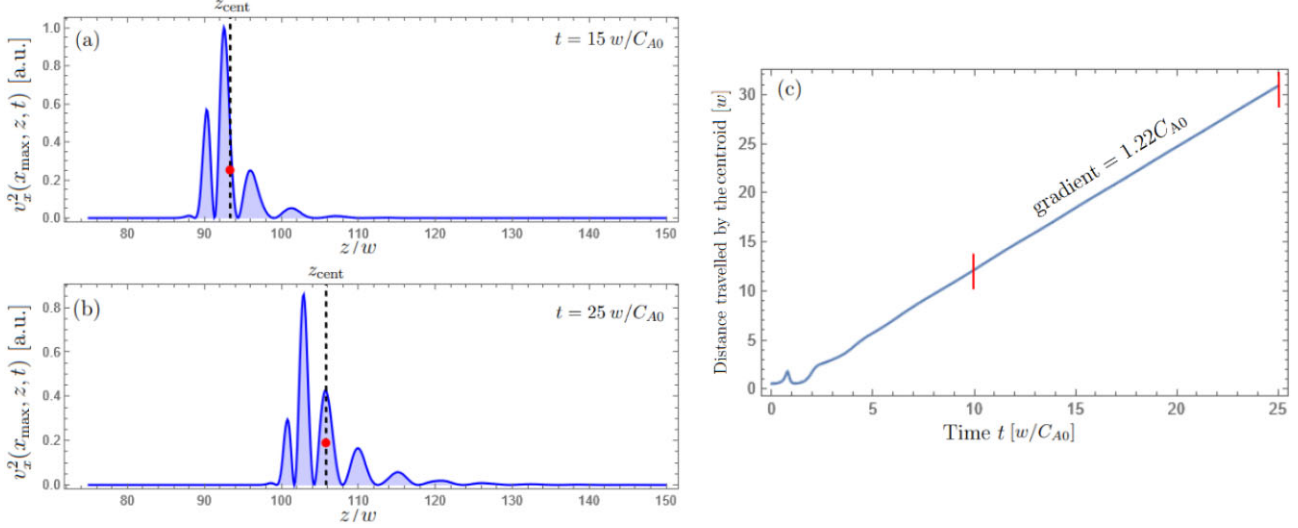 z_cent
(a)
t = 15 w/C_A0
v_x^2(x_max, z, t) [a.u.]
1.0
0.8
0.6
0.4
0.2
0.0
80 90 100 110 120 130 140 150
z/w
z_cent
(b)
t = 25 w/C_A0
v_x^2(x_max, z, t) [a.u.]
0.8
0.6
0.4
0.2
0.0
80 90 100 110 120 130 140 150
z/w
(c)
Distance travelled by the centroid [w]
30
25
20
15
10
5
0
gradient = 1.22C_A0
0 5 10 15 20 25
Time t [w/C_A0]